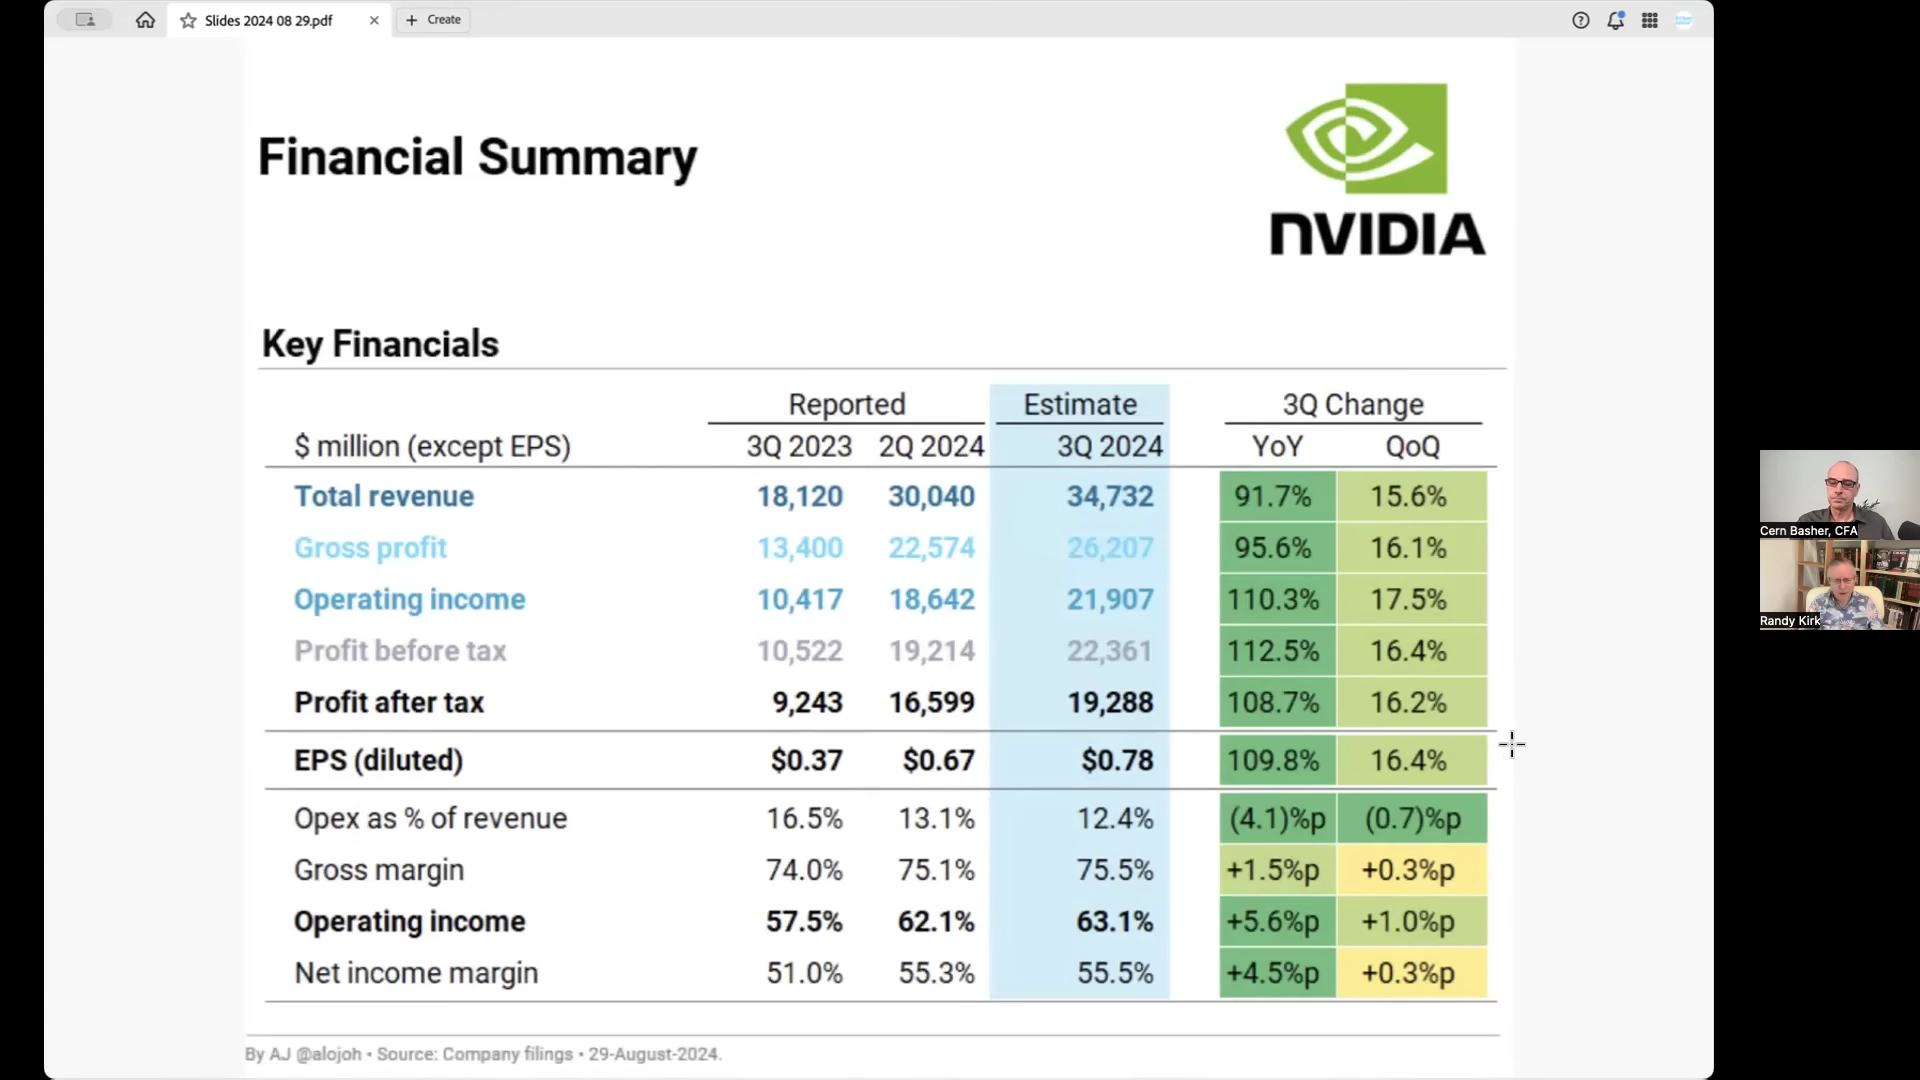 Slides 2024 08 29.pdf
Create
Financial Summary
NVIDIA
Key Financials
Reported Estimate 3Q Change
$ million (except EPS) 3Q 2023 2Q 2024 3Q 2024 YoY QoQ
Total revenue 18,120 30,040 34,732 91.7% 15.6%
Gross profit 13,400 22,574 26,207 95.6% 16.1%
Operating income 10,417 18,642 21,907 110.3% 17.5%
Profit before tax 10,522 19,214 22,361 112.5% 16.4%
Profit after tax 9,243 16,599 19,288 108.7% 16.2%
EPS (diluted) $0.37 $0.67 $0.78 109.8% 16.4%
Opex as % of revenue 16.5% 13.1% 12.4% (4.1)%p (0.7)%p
Gross margin 74.0% 75.1% 75.5% +1.5%p +0.3%p
Operating income 57.5% 62.1% 63.1% +5.6%p +1.0%p
Net income margin 51.0% 55.3% 55.5% +4.5%p +0.3%p
By AJ @alojoh • Source: Company filings • 29-August-2024.
Cern Basher, CFA
Randy Kirk